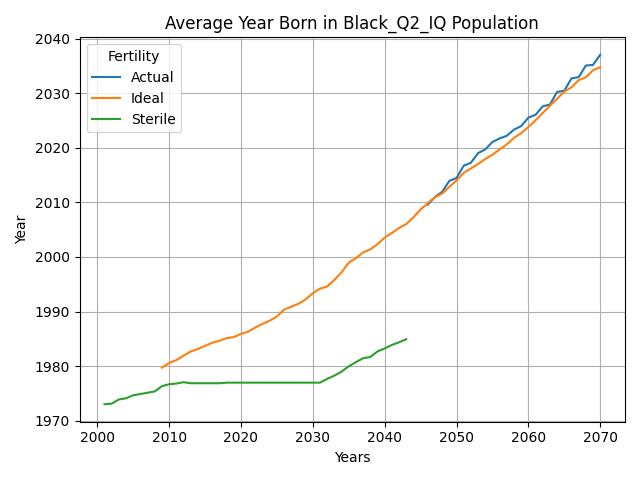 Average Year Born in Black_Q2_IQ Population
Fertility
Actual
Ideal
Sterile
2040
2030
2020
2010
2000
1990
1980
1970
Year
2000 2010 2020 2030 2040 2050 2060 2070
Years